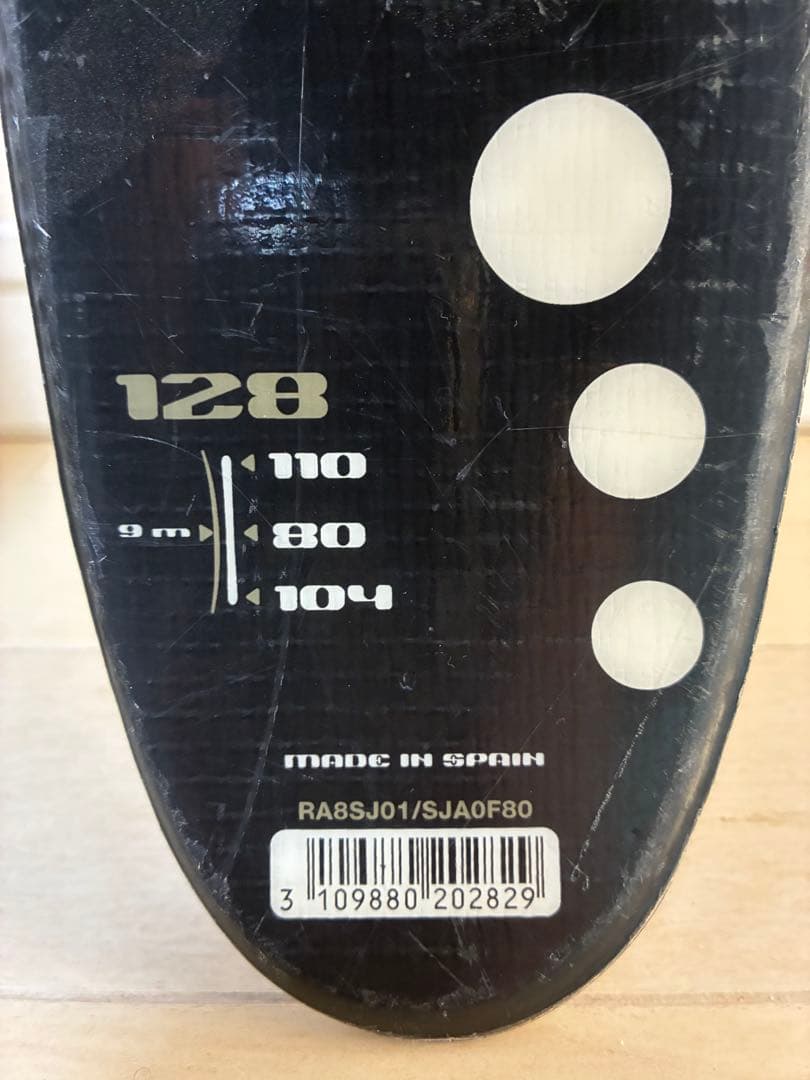 128
110
9 m 80
104
MADE IN SPAIN
RA8SJ01/SJA0F80
3 109880 202829